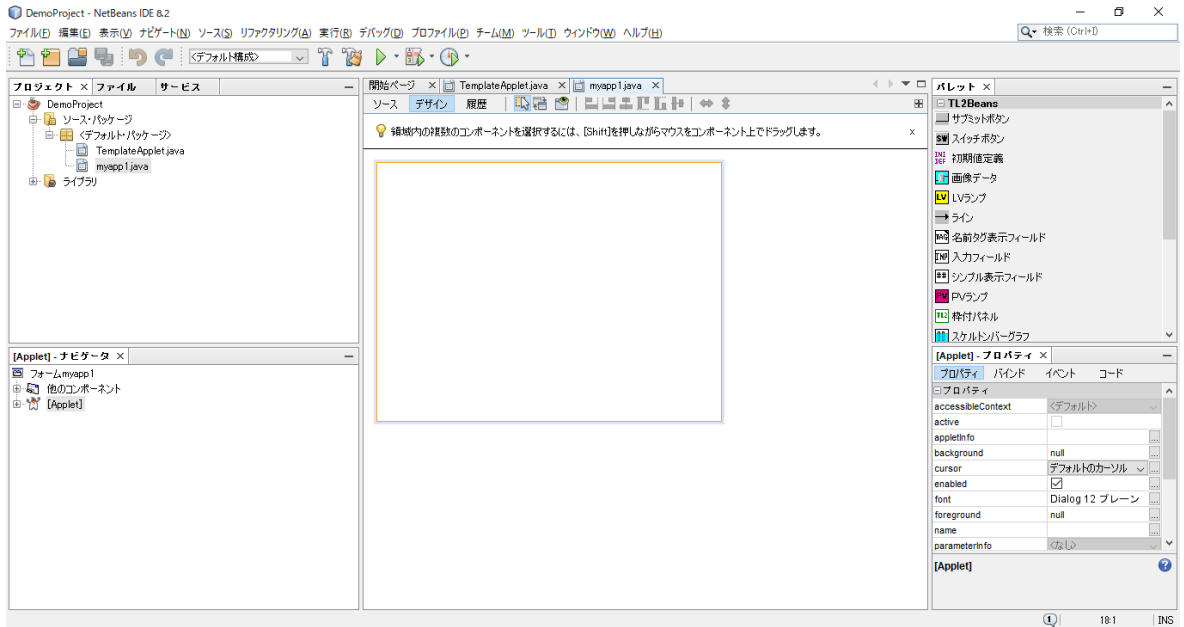 DemoProject - NetBeans IDE 8.2
ファイル(F) 編集(E) 表示(V) ナビゲート(N) ソース(S) リファクタリング(A) 実行(R) デバッグ(D) プロファイル(P) チーム(M) ツール(T) ウィンドウ(W) ヘルプ(H)
検索 (Ctrl+I)
<デフォルト構成>
プロジェクト ファイル サービス
DemoProject
ソース・パッケージ
<デフォルト・パッケージ>
TemplateApplet.java
myapp1.java
ライブラリ
[Applet] - ナビゲータ
フォームmyapp1
他のコンポーネント
[Applet]
開始ページ TemplateApplet.java myapp1.java
ソース デザイン 履歴
領域内の複数のコンポーネントを選択するには、[Shift]を押しながらマウスをコンポーネント上でドラッグします。
パレット
TL2Beans
サブミットボタン
SW スイッチボタン
INI DEF 初期値定義
画像データ
LV LVランプ
ライン
TAG 名前タグ表示フィールド
INP 入力フィールド
## シンプル表示フィールド
PV PVランプ
TL2 枠付パネル
スケルトンバーグラフ
[Applet] - プロパティ
プロパティ バインド イベント コード
プロパティ
accessibleContext <デフォルト>
active
appletInfo ...
background null ...
cursor デフォルトのカーソル ...
enabled ...
font Dialog 12 プレーン ...
foreground null ...
name ...
parameterInfo <なし> ...
[Applet]
1 18:1 INS